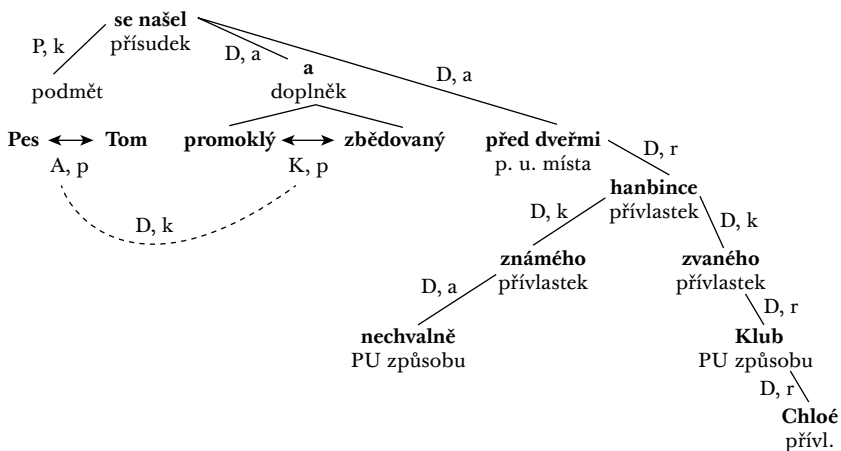 se našel
přísudek
P, k
D, a
a
doplněk
D, a
podmět
Pes Tom promoklý zbědovaný před dveřmi
A, p K, p p. u. místa
D, r
hanbince
přívlastek
D, k
D, k D, k
známého zvaného
přívlastek přívlastek
D, a D, r
nechvalně Klub
PU způsobu PU způsobu
D, r
Chloé
přívl.